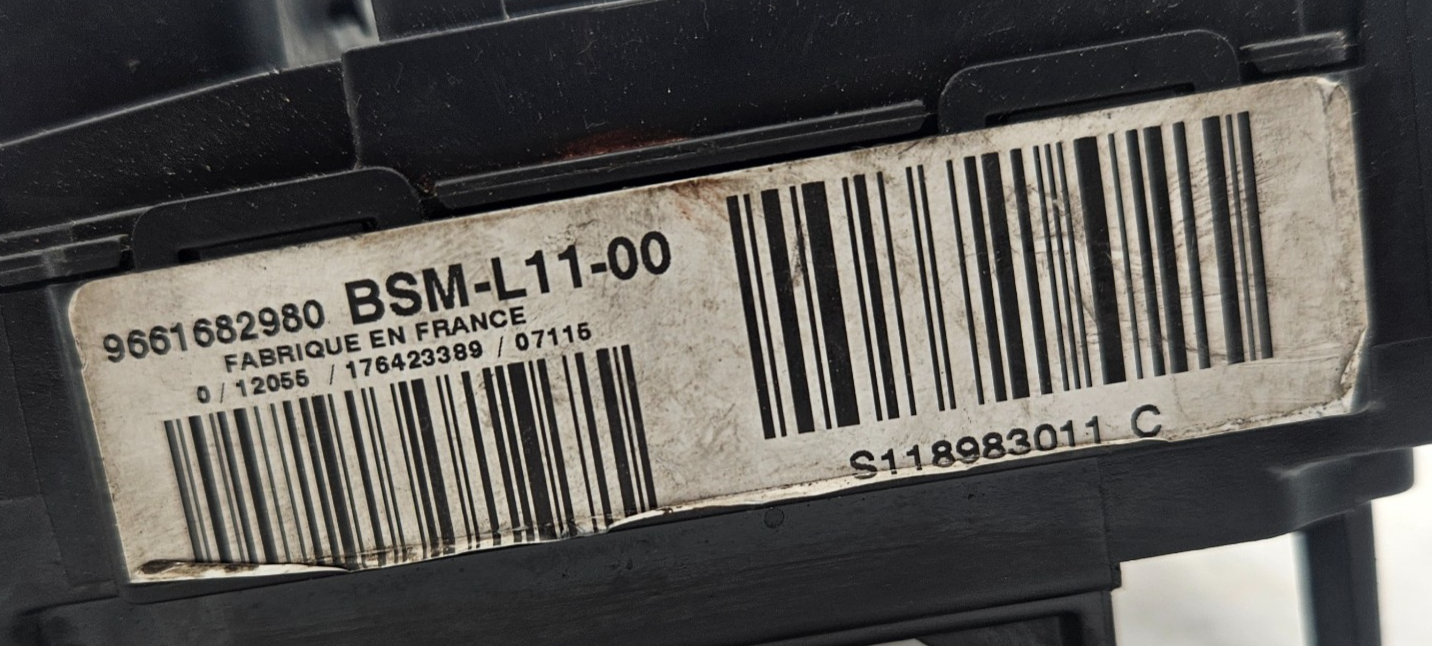 9661682980 BSM-L11-00
FABRIQUE EN FRANCE
0 / 12055 / 176423389 / 07115
S118983011 C